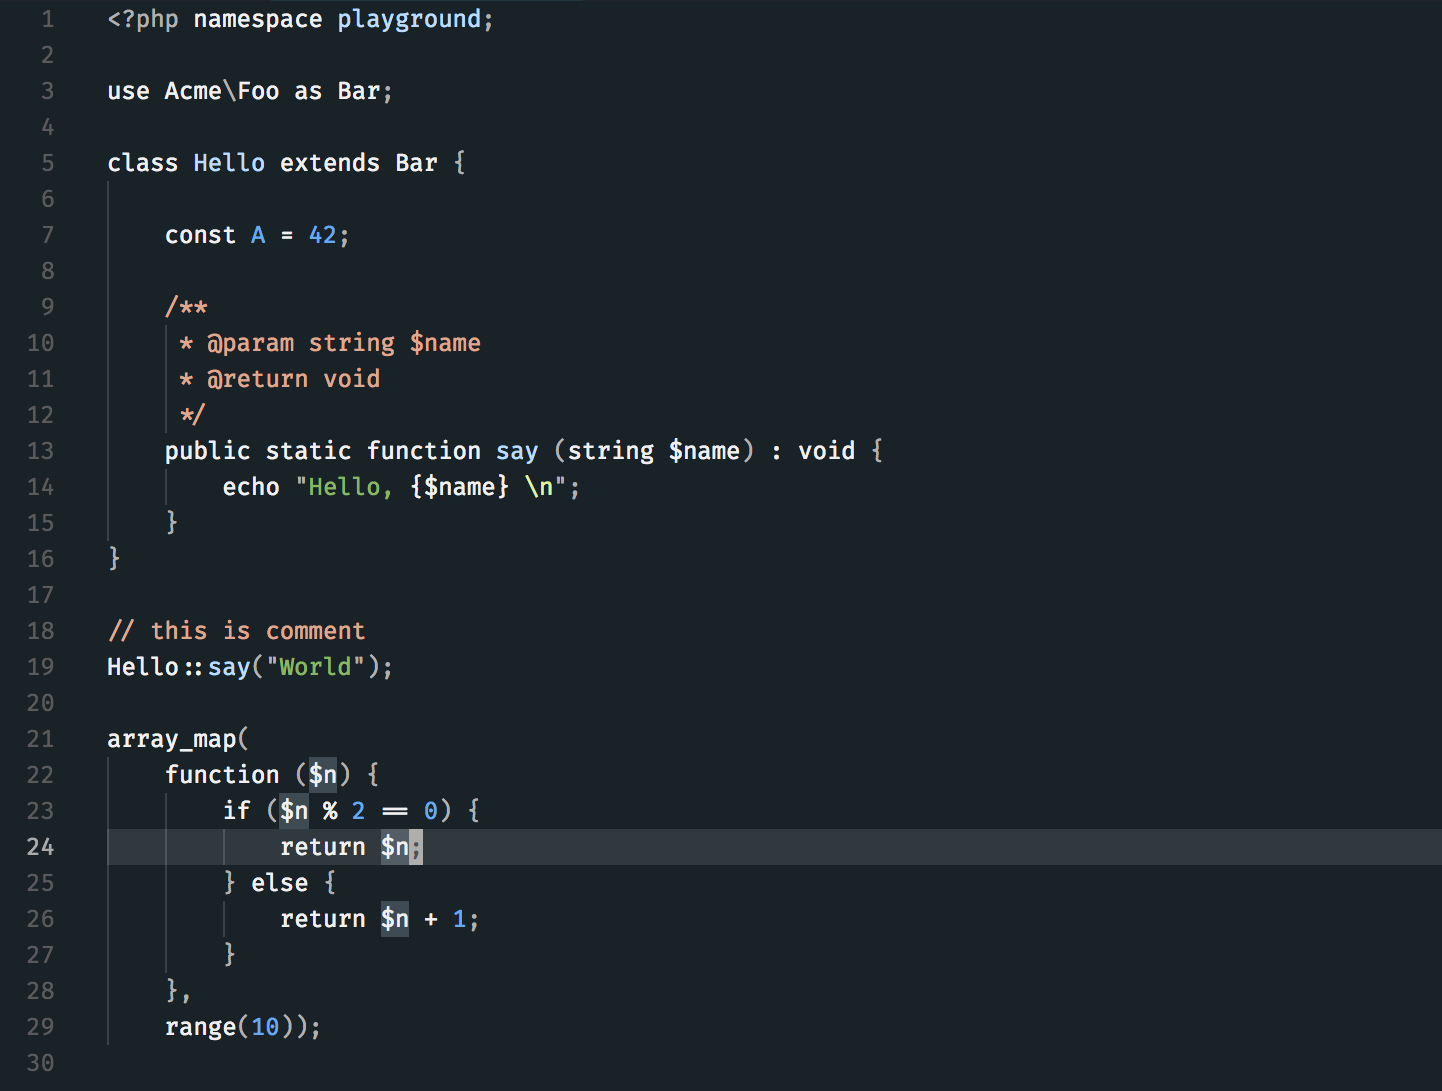 1 <?php namespace playground;
2
3 use Acme\Foo as Bar;
4
5 class Hello extends Bar {
6
7     const A = 42;
8
9     /**
10      * @param string $name
11      * @return void
12      */
13     public static function say (string $name) : void {
14         echo "Hello, {$name} \n";
15     }
16 }
17
18 // this is comment
19 Hello::say("World");
20
21 array_map(
22     function ($n) {
23         if ($n % 2 == 0) {
24             return $n;
25         } else {
26             return $n + 1;
27         }
28     },
29     range(10));
30